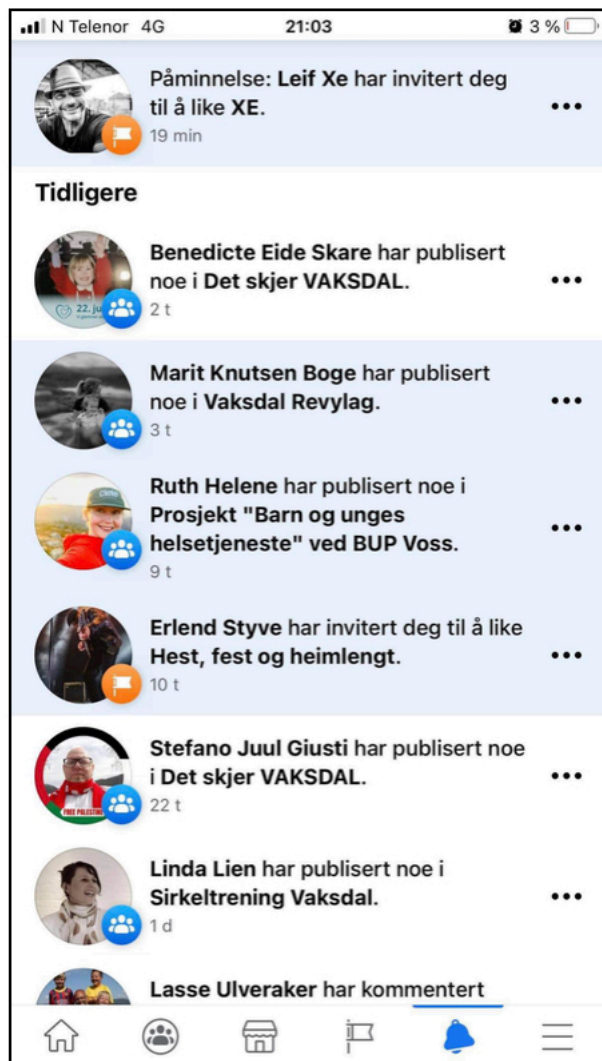 N Telenor 4G 21:03 3 %
Påminnelse: Leif Xe har invitert deg
til å like XE.
19 min
Tidligere
Benedicte Eide Skare har publisert
noe i Det skjer VAKSDAL.
22. ju
2 t
Marit Knutsen Boge har publisert
noe i Vaksdal Revylag.
3 t
Ruth Helene har publisert noe i
Prosjekt "Barn og unges
helsetjeneste" ved BUP Voss.
9 t
Erlend Styve har invitert deg til å like
Hest, fest og heimlengt.
10 t
Stefano Juul Giusti har publisert noe
i Det skjer VAKSDAL.
FREE PALESTINE
22 t
Linda Lien har publisert noe i
Sirkeltrening Vaksdal.
1 d
Lasse Ulveraker har kommentert